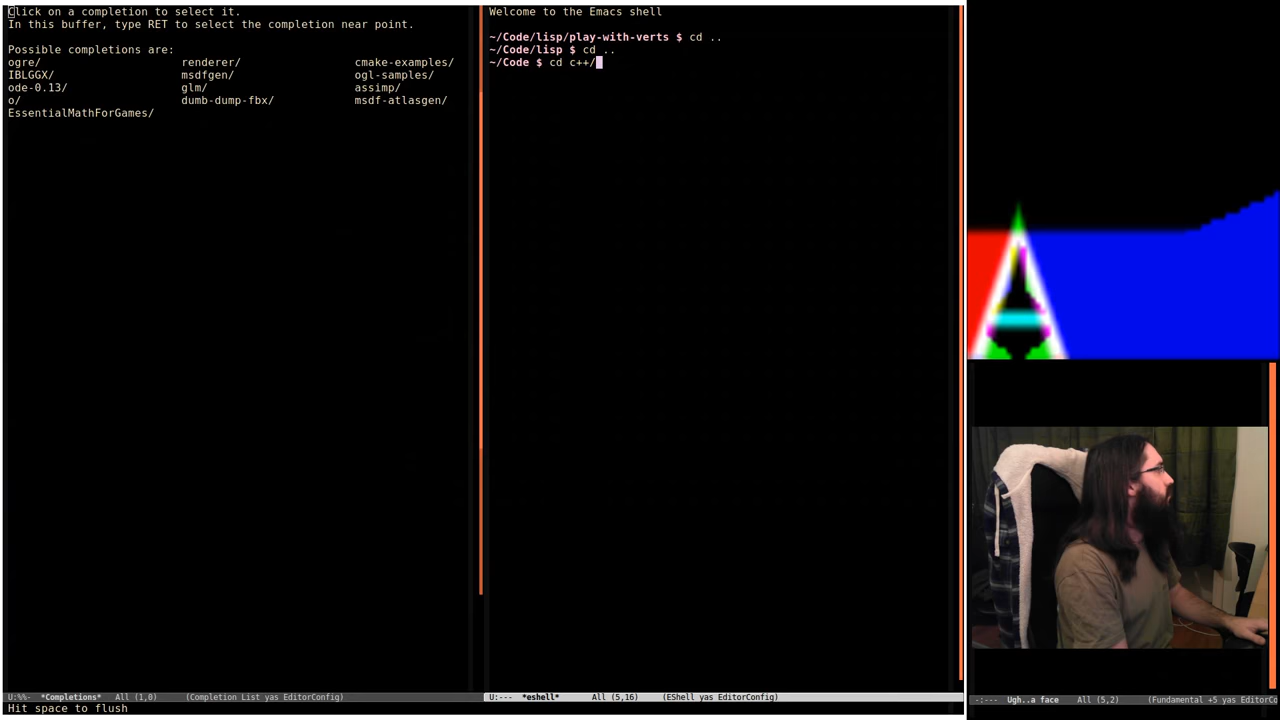 Click on a completion to select it.
In this buffer, type RET to select the completion near point.
Possible completions are:
ogre/ renderer/ cmake-examples/
IBLGGX/ msdfgen/ ogl-samples/
ode-0.13/ glm/ assimp/
o/ dumb-dump-fbx/ msdf-atlasgen/
EssentialMathForGames/
U:%%- *Completions* All (1,0) (Completion List yas EditorConfig)
Hit space to flush
Welcome to the Emacs shell
~/Code/lisp/play-with-verts $ cd ..
~/Code/lisp $ cd ..
~/Code $ cd c++/
U:--- *eshell* All (5,16) (EShell yas EditorConfig)
A
-:--- Ugh..a face All (5,2) (Fundamental +5 yas EditorCo